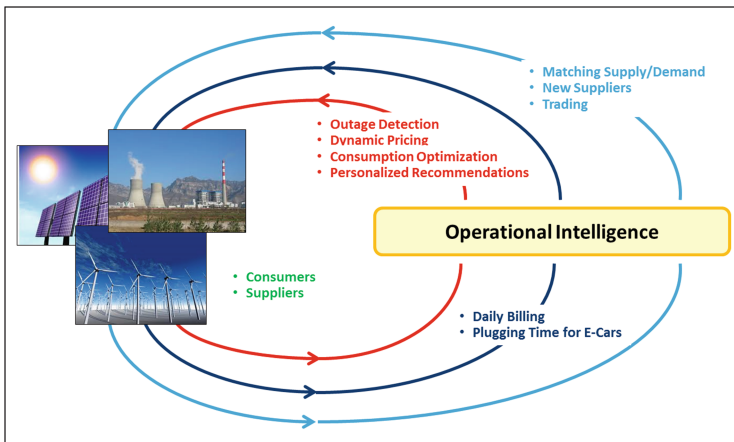 • Matching Supply/Demand
• New Suppliers
• Trading
• Outage Detection
• Dynamic Pricing
• Consumption Optimization
• Personalized Recommendations
Operational Intelligence
• Consumers
• Suppliers
• Daily Billing
• Plugging Time for E-Cars